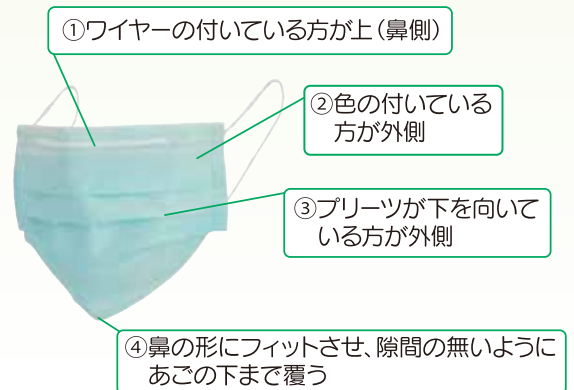 ①ワイヤーの付いている方が上（鼻側）
②色の付いている
方が外側
③プリーツが下を向いて
いる方が外側
④鼻の形にフィットさせ、隙間の無いように
あごの下まで覆う